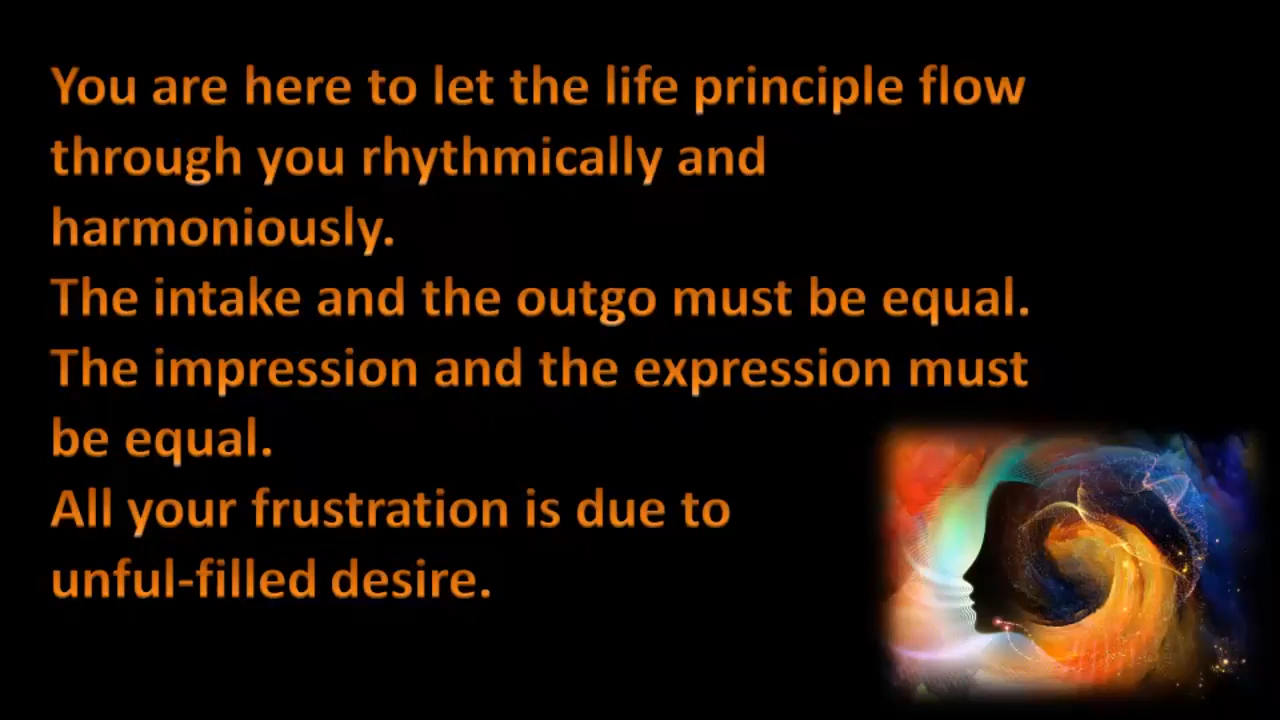 You are here to let the life principle flow
through you rhythmically and
harmoniously.
The intake and the outgo must be equal.
The impression and the expression must
be equal.
All your frustration is due to
unful-filled desire.